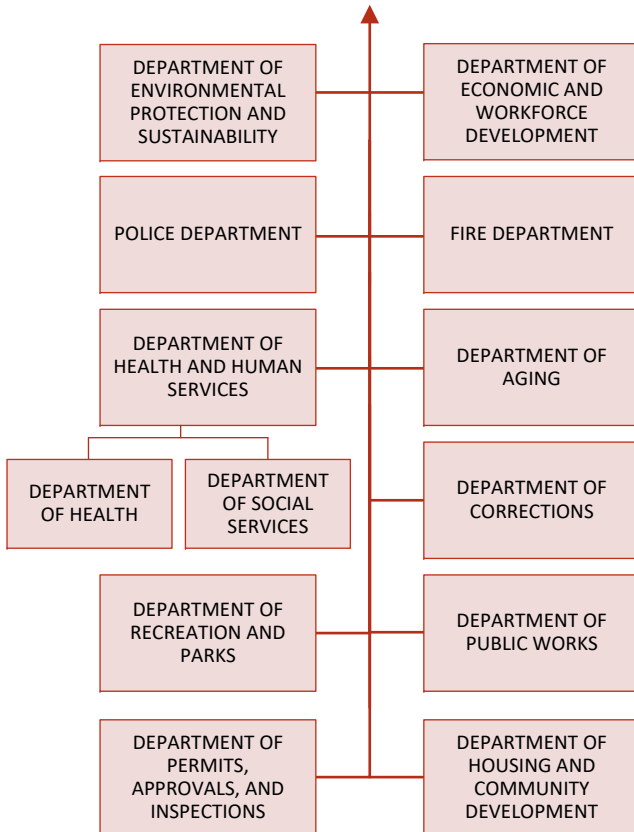 DEPARTMENT OF
ENVIRONMENTAL
PROTECTION AND
SUSTAINABILITY
DEPARTMENT OF
ECONOMIC AND
WORKFORCE
DEVELOPMENT
POLICE DEPARTMENT
FIRE DEPARTMENT
DEPARTMENT OF
HEALTH AND HUMAN
SERVICES
DEPARTMENT OF
AGING
DEPARTMENT
OF HEALTH
DEPARTMENT
OF SOCIAL
SERVICES
DEPARTMENT OF
CORRECTIONS
DEPARTMENT OF
RECREATION AND
PARKS
DEPARTMENT OF
PUBLIC WORKS
DEPARTMENT OF
PERMITS,
APPROVALS, AND
INSPECTIONS
DEPARTMENT OF
HOUSING AND
COMMUNITY
DEVELOPMENT